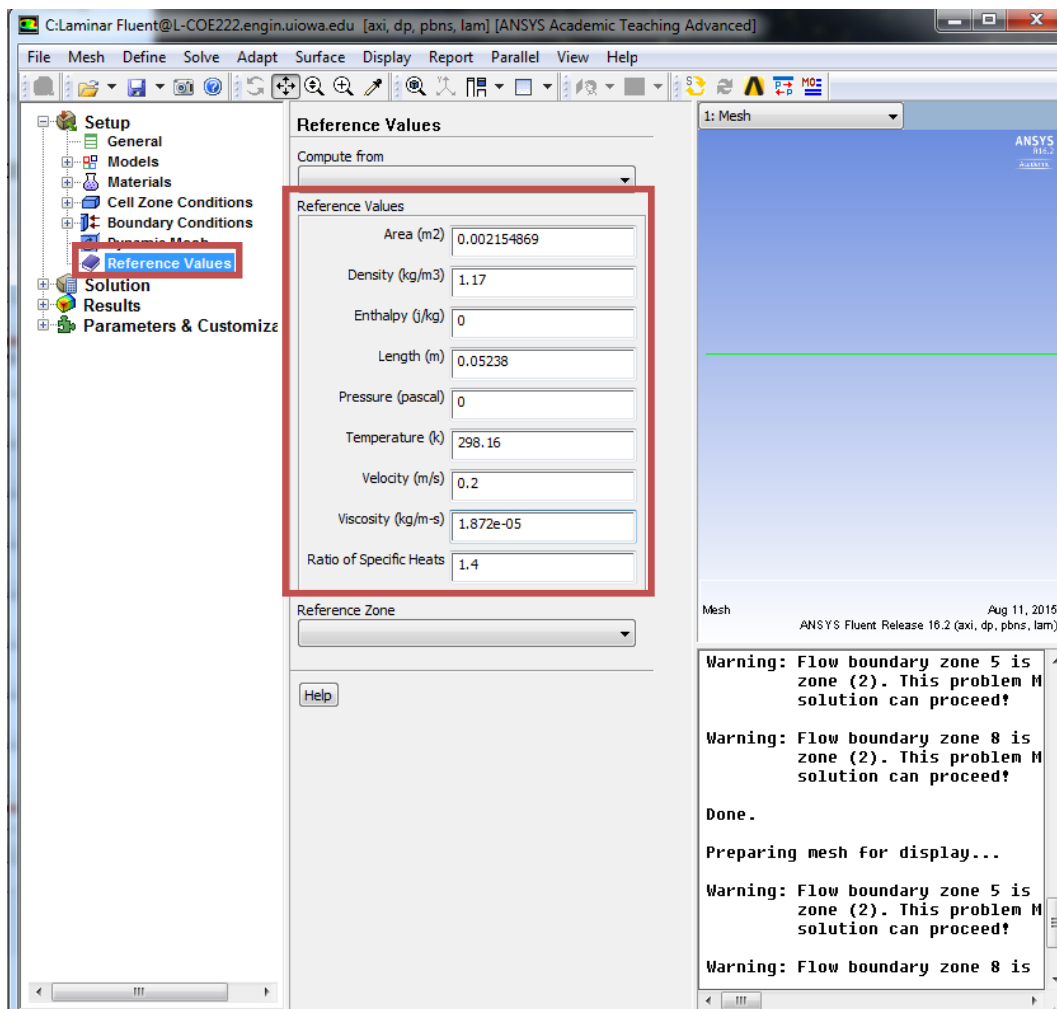 C:Laminar Fluent@L-COE222.engin.uiowa.edu [axi, dp, pbns, lam] [ANSYS Academic Teaching Advanced]
File Mesh Define Solve Adapt Surface Display Report Parallel View Help
Setup
General
Models
Materials
Cell Zone Conditions
Boundary Conditions
Dynamic Mesh
Reference Values
Solution
Results
Parameters & Customiza
Reference Values
Compute from
Reference Values
Area (m2) 0.002154869
Density (kg/m3) 1.17
Enthalpy (j/kg) 0
Length (m) 0.05238
Pressure (pascal) 0
Temperature (k) 298.16
Velocity (m/s) 0.2
Viscosity (kg/m-s) 1.872e-05
Ratio of Specific Heats 1.4
Reference Zone
Help
1: Mesh
ANSYS
R16.2
Academic
Mesh
Aug 11, 2015
ANSYS Fluent Release 16.2 (axi, dp, pbns, lam)
Warning: Flow boundary zone 5 is
zone (2). This problem M
solution can proceed!
Warning: Flow boundary zone 8 is
zone (2). This problem M
solution can proceed!
Done.
Preparing mesh for display...
Warning: Flow boundary zone 5 is
zone (2). This problem M
solution can proceed!
Warning: Flow boundary zone 8 is